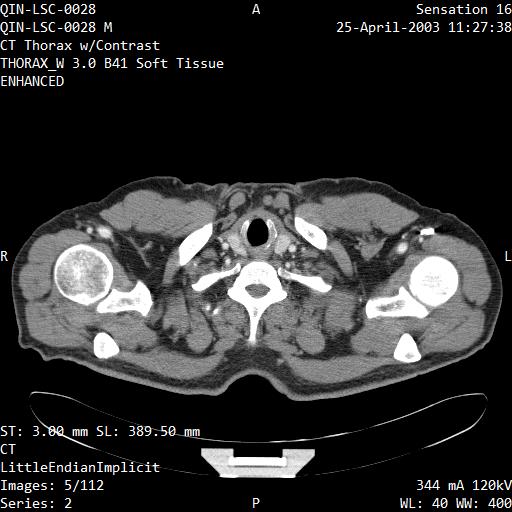 QIN-LSC-0028
A
Sensation 16
QIN-LSC-0028 M
25-April-2003 11:27:38
CT Thorax w/Contrast
THORAX_W 3.0 B41 Soft Tissue
ENHANCED
R
L
ST: 3.00 mm SL: 389.50 mm
CT
LittleEndianImplicit
Images: 5/112
344 mA 120kV
Series: 2
P
WL: 40 WW: 400